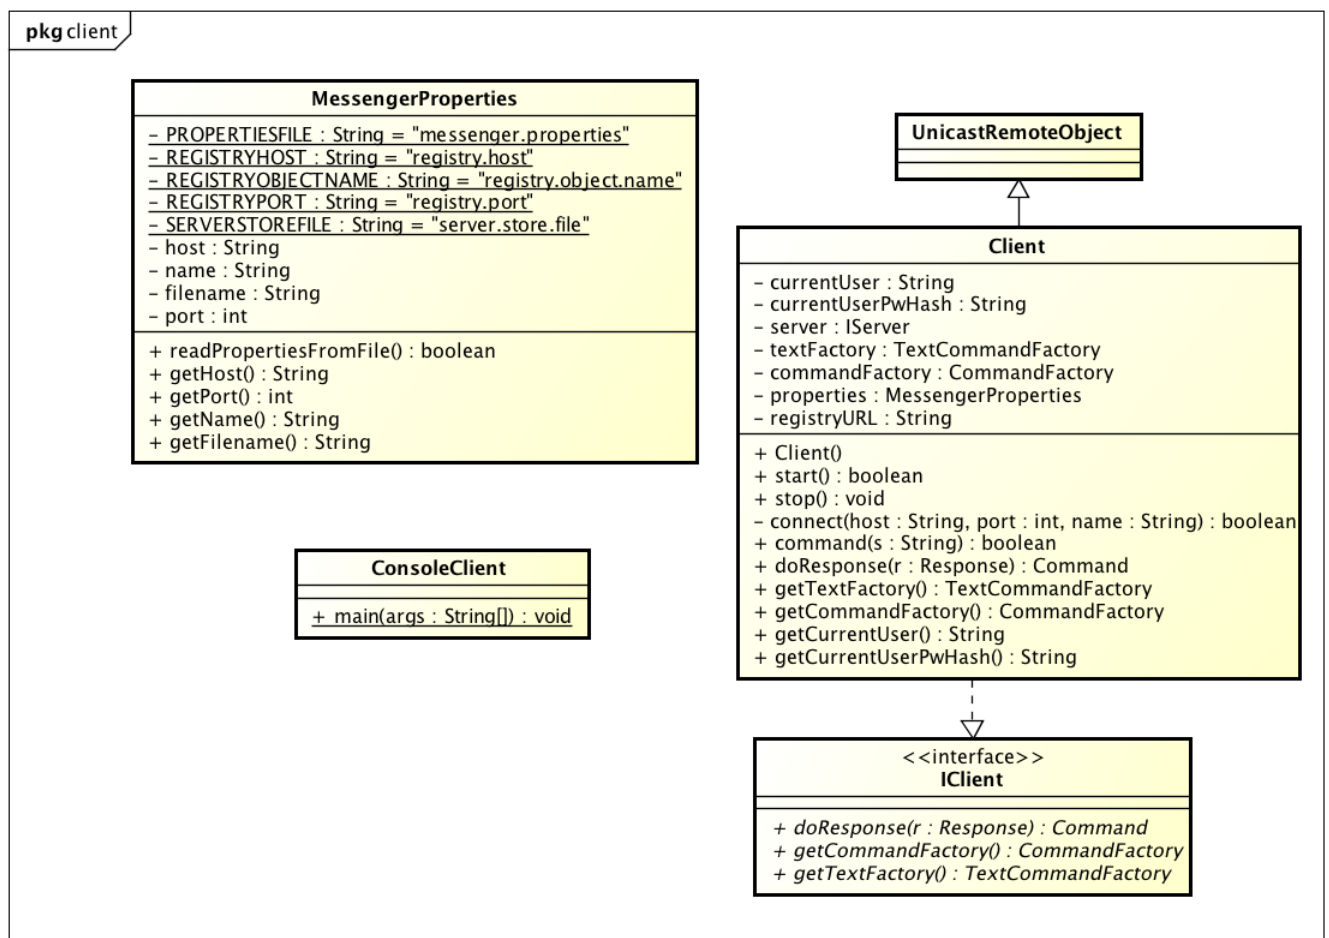 pkg client
MessengerProperties
- PROPERTIESFILE : String = "messenger.properties"
- REGISTRYHOST : String = "registry.host"
- REGISTRYOBJECTNAME : String = "registry.object.name"
- REGISTRYPORT : String = "registry.port"
- SERVERSTOREFILE : String = "server.store.file"
- host : String
- name : String
- filename : String
- port : int
+ readPropertiesFromFile() : boolean
+ getHost() : String
+ getPort() : int
+ getName() : String
+ getFilename() : String
ConsoleClient
+ main(args : String[]) : void
UnicastRemoteObject
Client
- currentUser : String
- currentUserPwHash : String
- server : IServer
- textFactory : TextCommandFactory
- commandFactory : CommandFactory
- properties : MessengerProperties
- registryURL : String
+ Client()
+ start() : boolean
+ stop() : void
- connect(host : String, port : int, name : String) : boolean
+ command(s : String) : boolean
+ doResponse(r : Response) : Command
+ getTextFactory() : TextCommandFactory
+ getCommandFactory() : CommandFactory
+ getCurrentUser() : String
+ getCurrentUserPwHash() : String
<<interface>>
IClient
+ doResponse(r : Response) : Command
+ getCommandFactory() : CommandFactory
+ getTextFactory() : TextCommandFactory